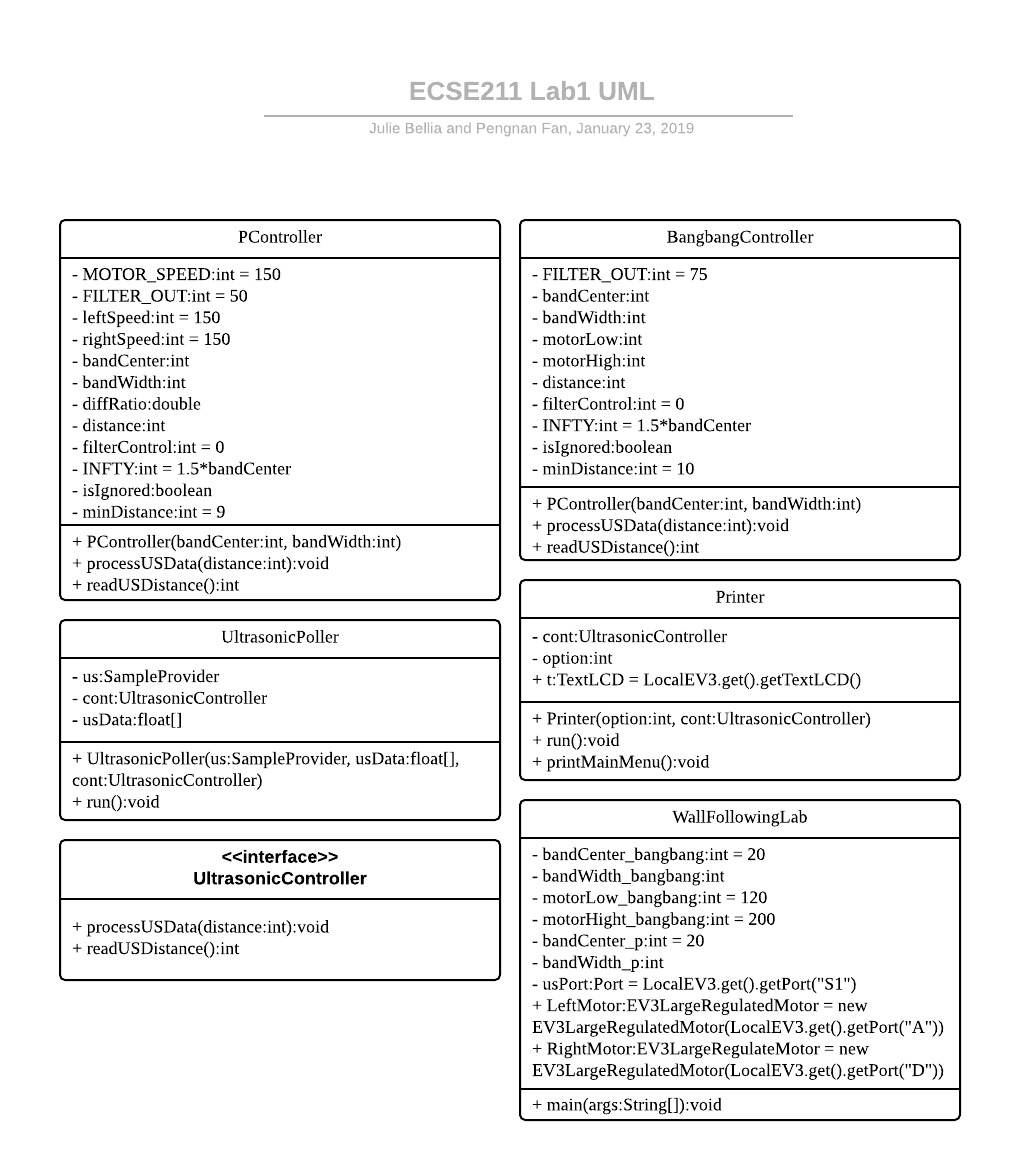 ECSE211 Lab1 UML
Julie Bellia and Pengnan Fan, January 23, 2019
PController
- MOTOR_SPEED:int = 150
- FILTER_OUT:int = 50
- leftSpeed:int = 150
- rightSpeed:int = 150
- bandCenter:int
- bandWidth:int
- diffRatio:double
- distance:int
- filterControl:int = 0
- INFTY:int = 1.5*bandCenter
- isIgnored:boolean
- minDistance:int = 9
+ PController(bandCenter:int, bandWidth:int)
+ processUSData(distance:int):void
+ readUSDistance():int
UltrasonicPoller
- us:SampleProvider
- cont:UltrasonicController
- usData:float[]
+ UltrasonicPoller(us:SampleProvider, usData:float[],
cont:UltrasonicController)
+ run():void
<<interface>>
UltrasonicController
+ processUSData(distance:int):void
+ readUSDistance():int
BangbangController
- FILTER_OUT:int = 75
- bandCenter:int
- bandWidth:int
- motorLow:int
- motorHigh:int
- distance:int
- filterControl:int = 0
- INFTY:int = 1.5*bandCenter
- isIgnored:boolean
- minDistance:int = 10
+ PController(bandCenter:int, bandWidth:int)
+ processUSData(distance:int):void
+ readUSDistance():int
Printer
- cont:UltrasonicController
- option:int
+ t:TextLCD = LocalEV3.get().getTextLCD()
+ Printer(option:int, cont:UltrasonicController)
+ run():void
+ printMainMenu():void
WallFollowingLab
- bandCenter_bangbang:int = 20
- bandWidth_bangbang:int
- motorLow_bangbang:int = 120
- motorHight_bangbang:int = 200
- bandCenter_p:int = 20
- bandWidth_p:int
- usPort:Port = LocalEV3.get().getPort("S1")
+ LeftMotor:EV3LargeRegulatedMotor = new
EV3LargeRegulatedMotor(LocalEV3.get().getPort("A"))
+ RightMotor:EV3LargeRegulateMotor = new
EV3LargeRegulatedMotor(LocalEV3.get().getPort("D"))
+ main(args:String[]):void